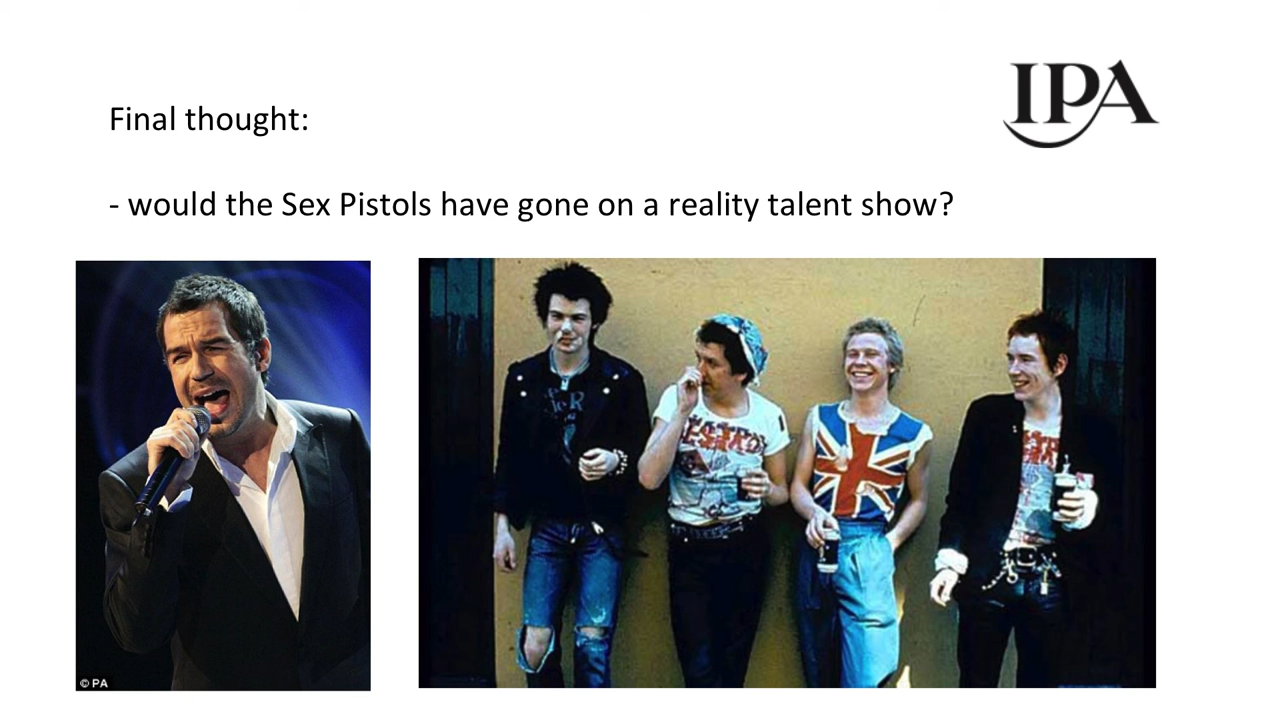 IPA
Final thought:
- would the Sex Pistols have gone on a reality talent show?
© PA